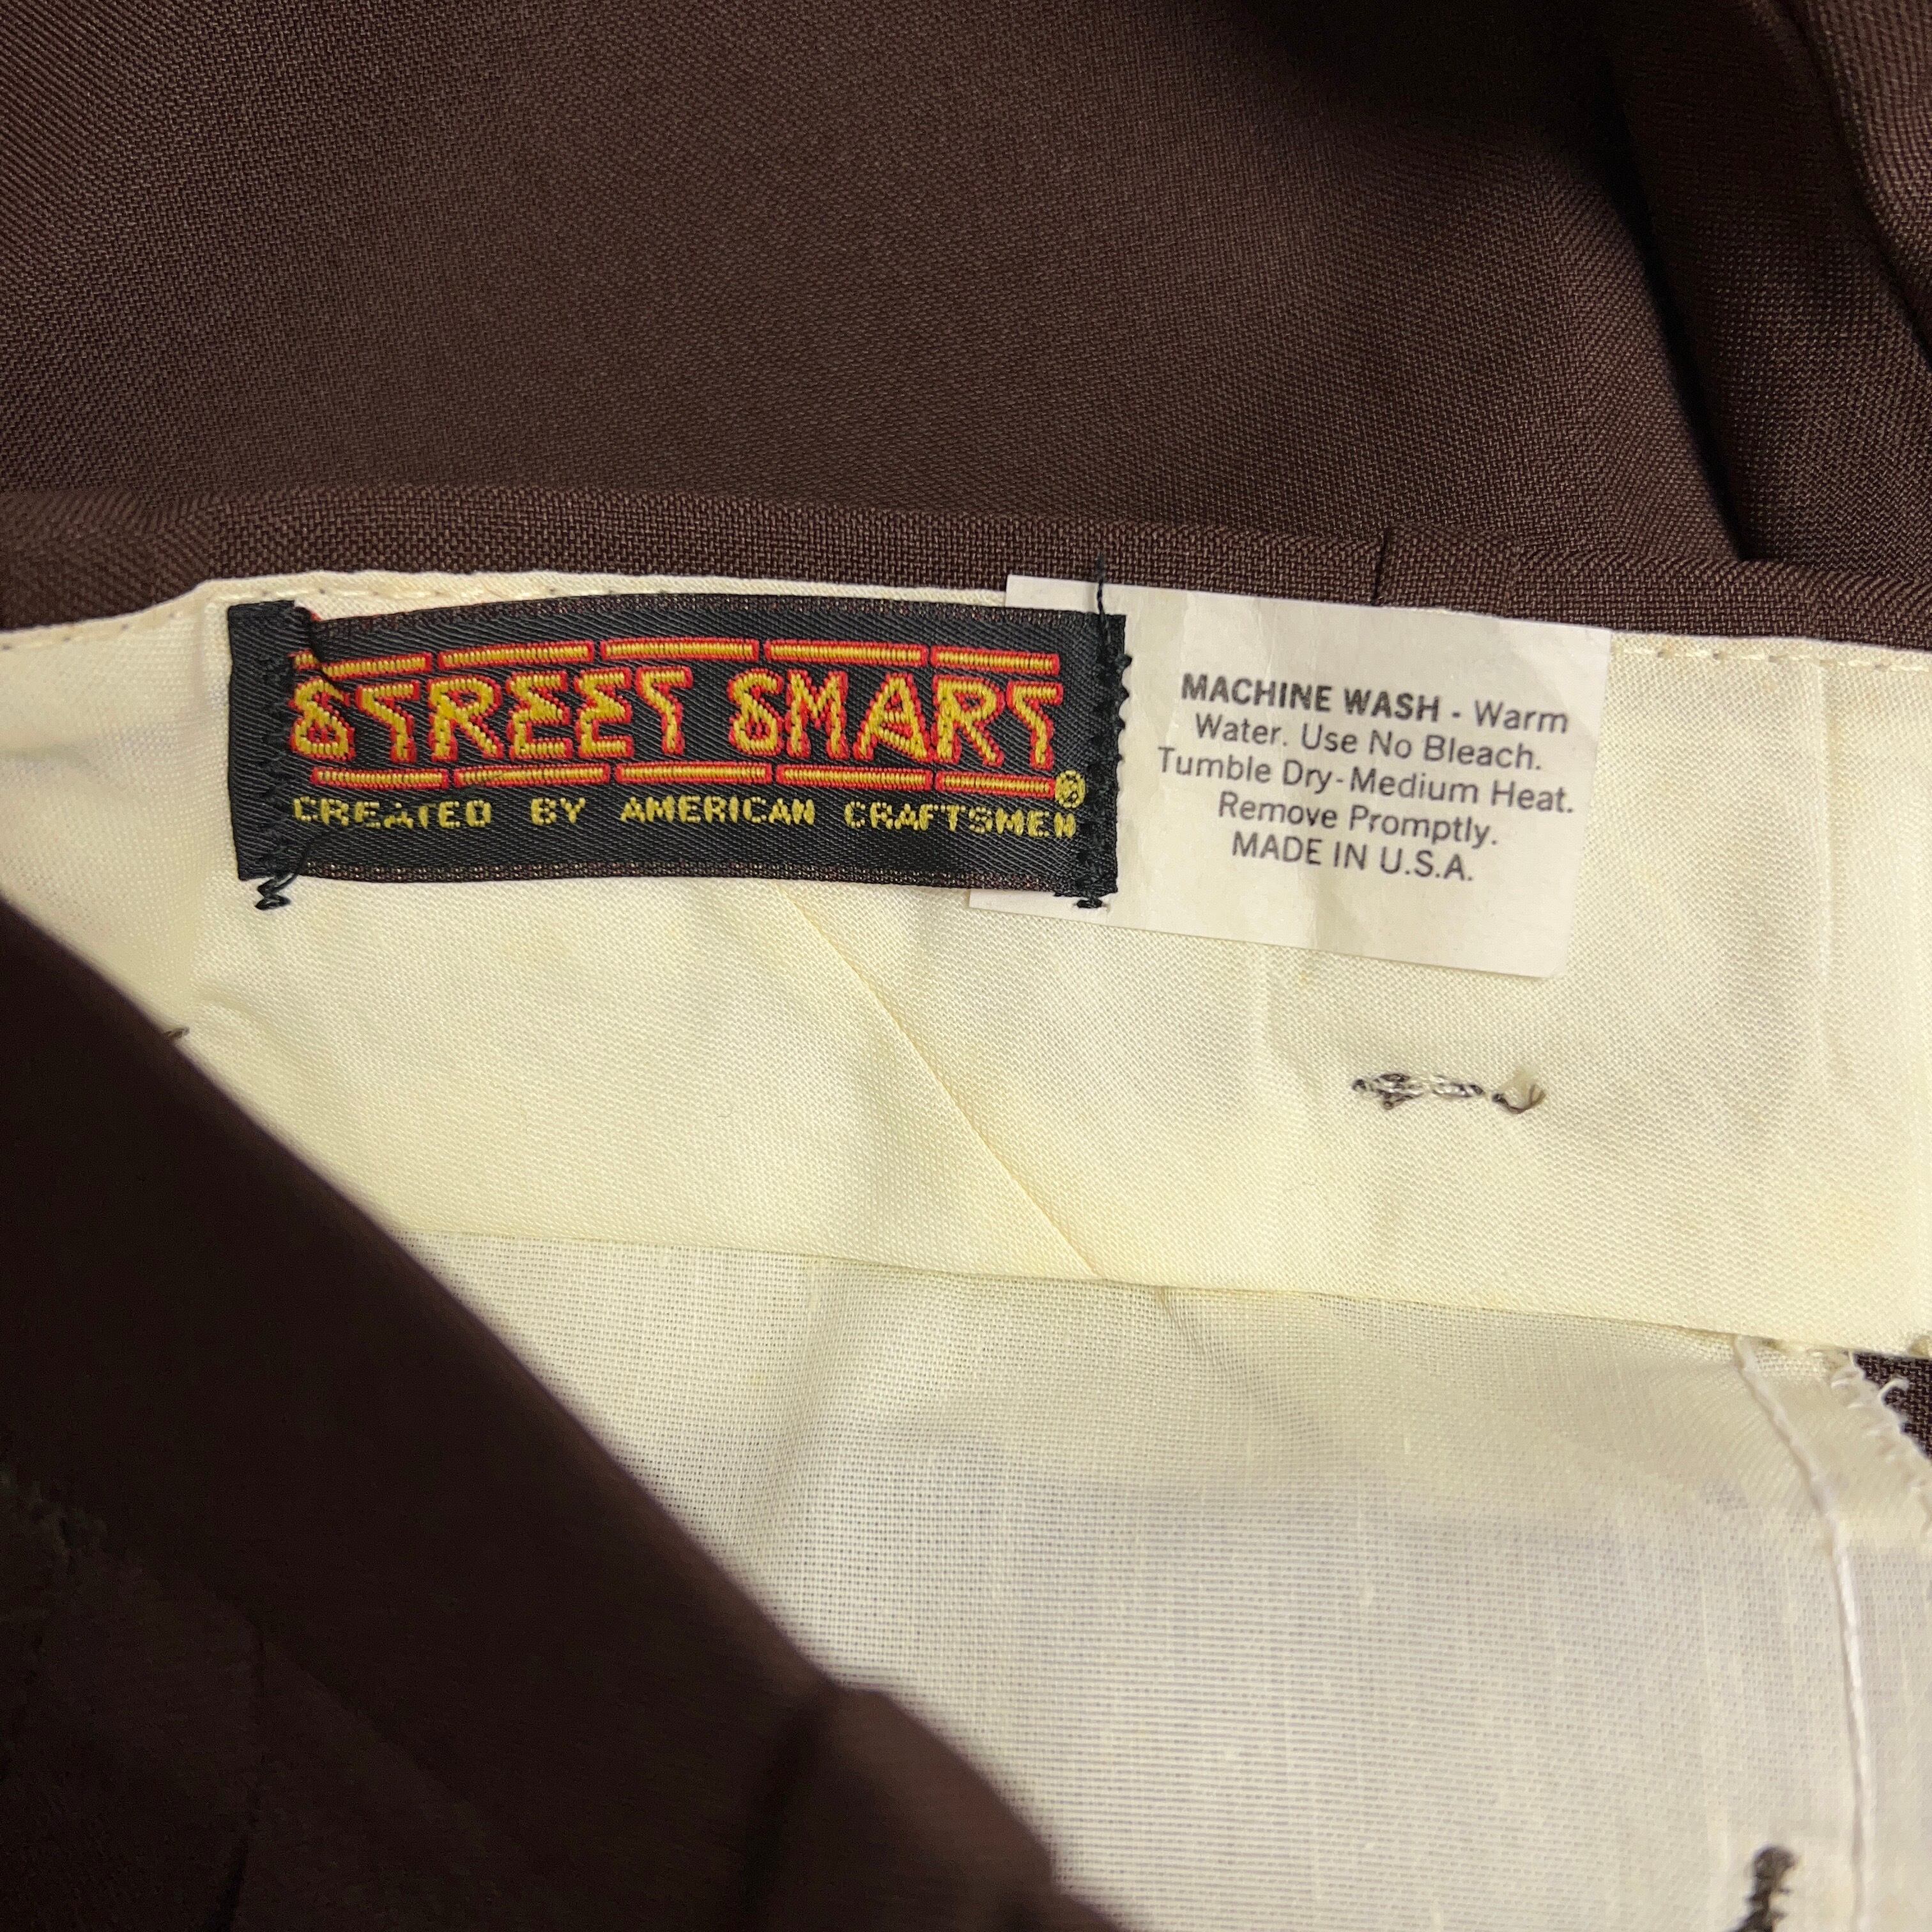 STREET SMART
®
CREATED BY AMERICAN CRAFTSMEN
MACHINE WASH - Warm
Water. Use No Bleach.
Tumble Dry-Medium Heat.
Remove Promptly.
MADE IN U.S.A.